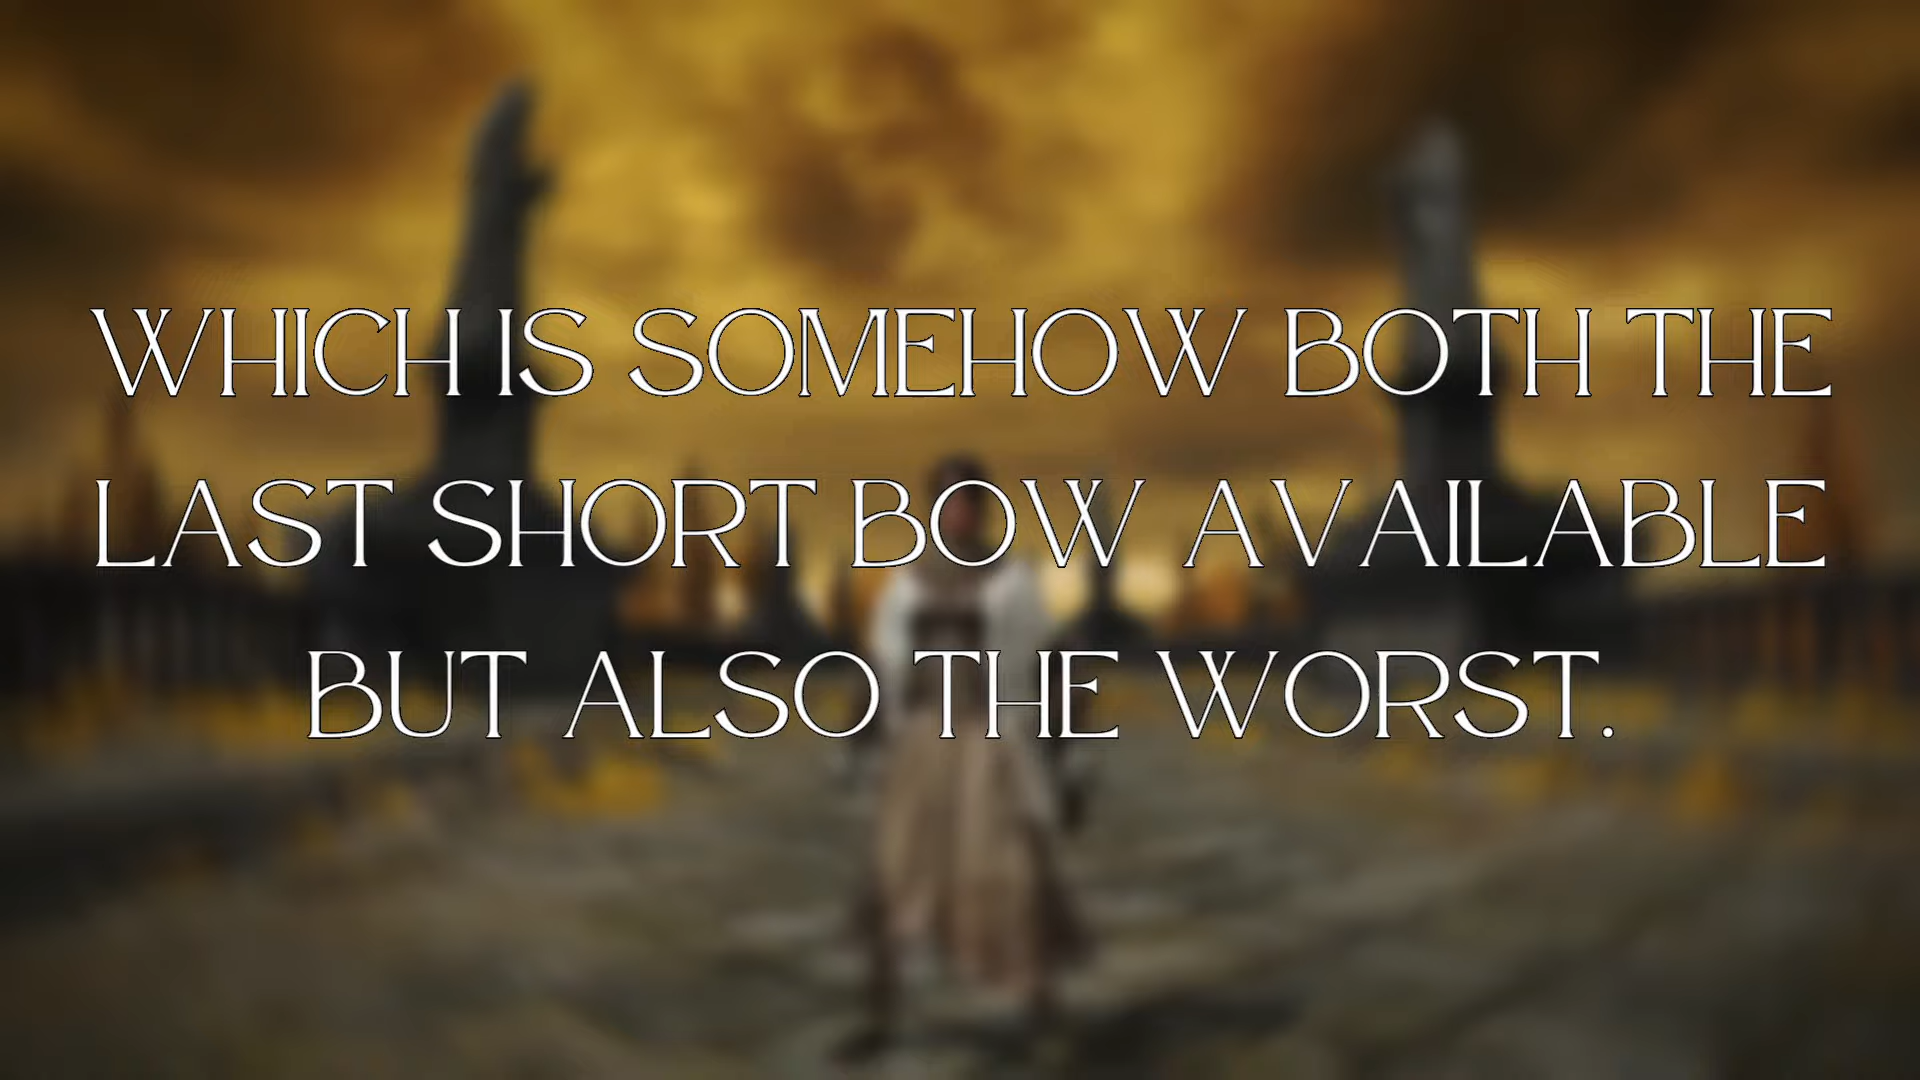 WHICH IS SOMEHOW BOTH THE
LAST SHORT BOW AVAILABLE
BUT ALSO THE WORST.